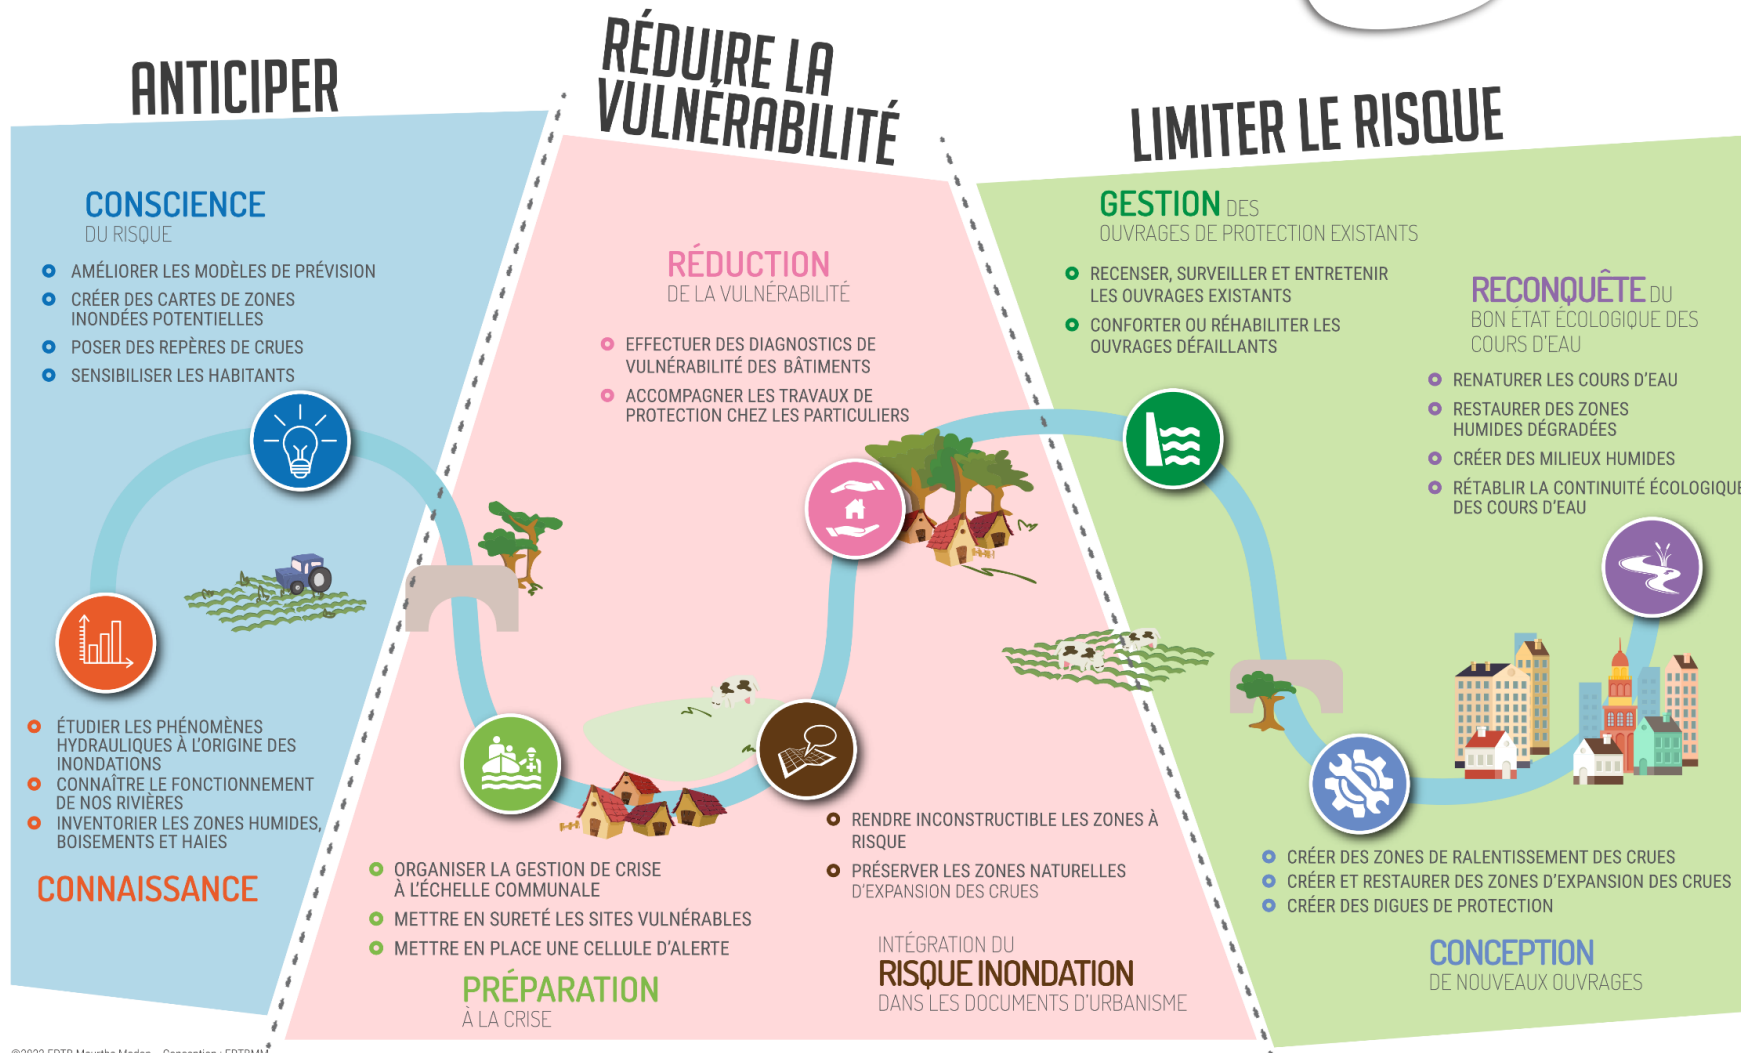 ANTICIPER
CONSCIENCE
DU RISQUE
AMÉLIORER LES MODÈLES DE PRÉVISION
CRÉER DES CARTES DE ZONES
INONDÉES POTENTIELLES
POSER DES REPÈRES DE CRUES
SENSIBILISER LES HABITANTS
ÉTUDIER LES PHÉNOMÈNES
HYDRAULIQUES À L'ORIGINE DES
INONDATIONS
CONNAÎTRE LE FONCTIONNEMENT
DE NOS RIVIÈRES
INVENTORIER LES ZONES HUMIDES,
BOISEMENTS ET HAIES
CONNAISSANCE
RÉDUIRE LA
VULNÉRABILITÉ
RÉDUCTION
DE LA VULNÉRABILITÉ
EFFECTUER DES DIAGNOSTICS DE
VULNÉRABILITÉ DES BÂTIMENTS
ACCOMPAGNER LES TRAVAUX DE
PROTECTION CHEZ LES PARTICULIERS
ORGANISER LA GESTION DE CRISE
À L'ÉCHELLE COMMUNALE
METTRE EN SURETÉ LES SITES VULNÉRABLES
METTRE EN PLACE UNE CELLULE D'ALERTE
PRÉPARATION
À LA CRISE
RENDRE INCONSTRUCTIBLE LES ZONES À
RISQUE
PRÉSERVER LES ZONES NATURELLES
D'EXPANSION DES CRUES
INTÉGRATION DU
RISQUE INONDATION
DANS LES DOCUMENTS D'URBANISME
LIMITER LE RISQUE
GESTION DES
OUVRAGES DE PROTECTION EXISTANTS
RECENSER, SURVEILLER ET ENTRETENIR
LES OUVRAGES EXISTANTS
CONFORTER OU RÉHABILITER LES
OUVRAGES DÉFAILLANTS
RECONQUÊTE DU
BON ÉTAT ÉCOLOGIQUE DES
COURS D'EAU
RENATURER LES COURS D'EAU
RESTAURER DES ZONES
HUMIDES DÉGRADÉES
CRÉER DES MILIEUX HUMIDES
RÉTABLIR LA CONTINUITÉ ÉCOLOGIQUE
DES COURS D'EAU
CRÉER DES ZONES DE RALENTISSEMENT DES CRUES
CRÉER ET RESTAURER DES ZONES D'EXPANSION DES CRUES
CRÉER DES DIGUES DE PROTECTION
CONCEPTION
DE NOUVEAUX OUVRAGES